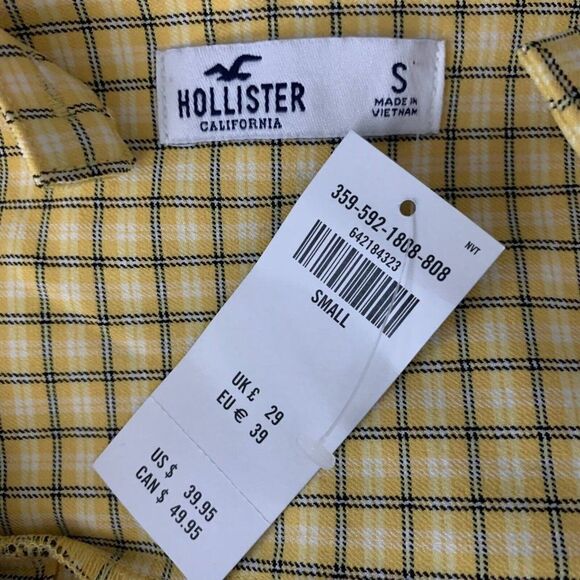 HOLLISTER
CALIFORNIA
S
MADE IN
VIETNAM
359-592-1808-808
642184323
NVT
SMALL
UK £ 29
EU € 39
US $ 39.95
CAN $ 49.95